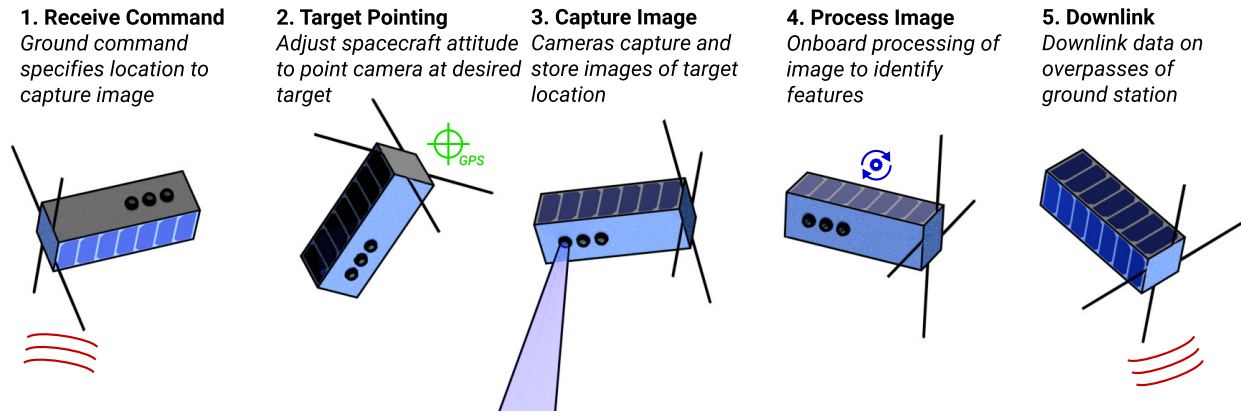 1. Receive Command
Ground command
specifies location to
capture image
2. Target Pointing
Adjust spacecraft attitude
to point camera at desired
target
GPS
3. Capture Image
Cameras capture and
store images of target
location
4. Process Image
Onboard processing of
image to identify
features
5. Downlink
Downlink data on
overpasses of
ground station